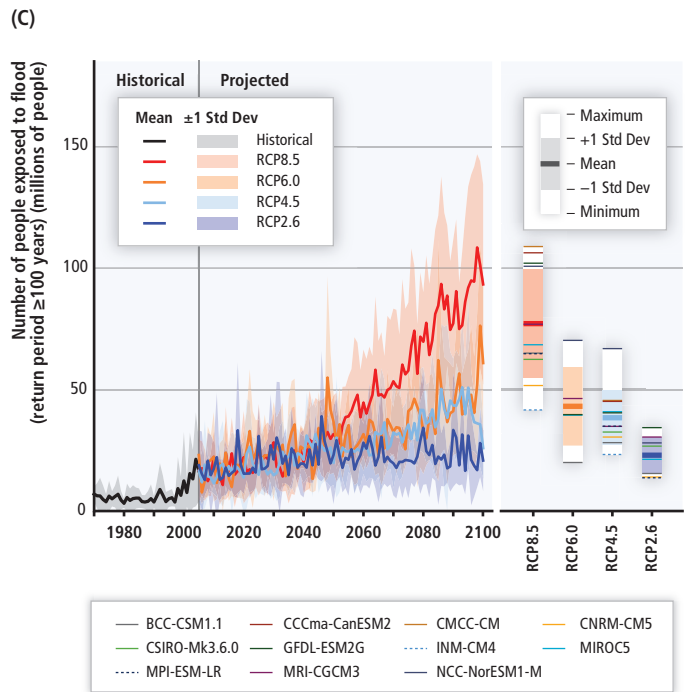 (C)
Number of people exposed to flood
(return period ≥100 years) (millions of people)
Historical Projected
Mean ±1 Std Dev
Historical
RCP8.5
RCP6.0
RCP4.5
RCP2.6
150
100
50
0
1980 2000 2020 2040 2060 2080 2100
Maximum
+1 Std Dev
Mean
−1 Std Dev
Minimum
RCP8.5
RCP6.0
RCP4.5
RCP2.6
BCC-CSM1.1 CCCma-CanESM2 CMCC-CM CNRM-CM5
CSIRO-Mk3.6.0 GFDL-ESM2G INM-CM4 MIROC5
MPI-ESM-LR MRI-CGCM3 NCC-NorESM1-M